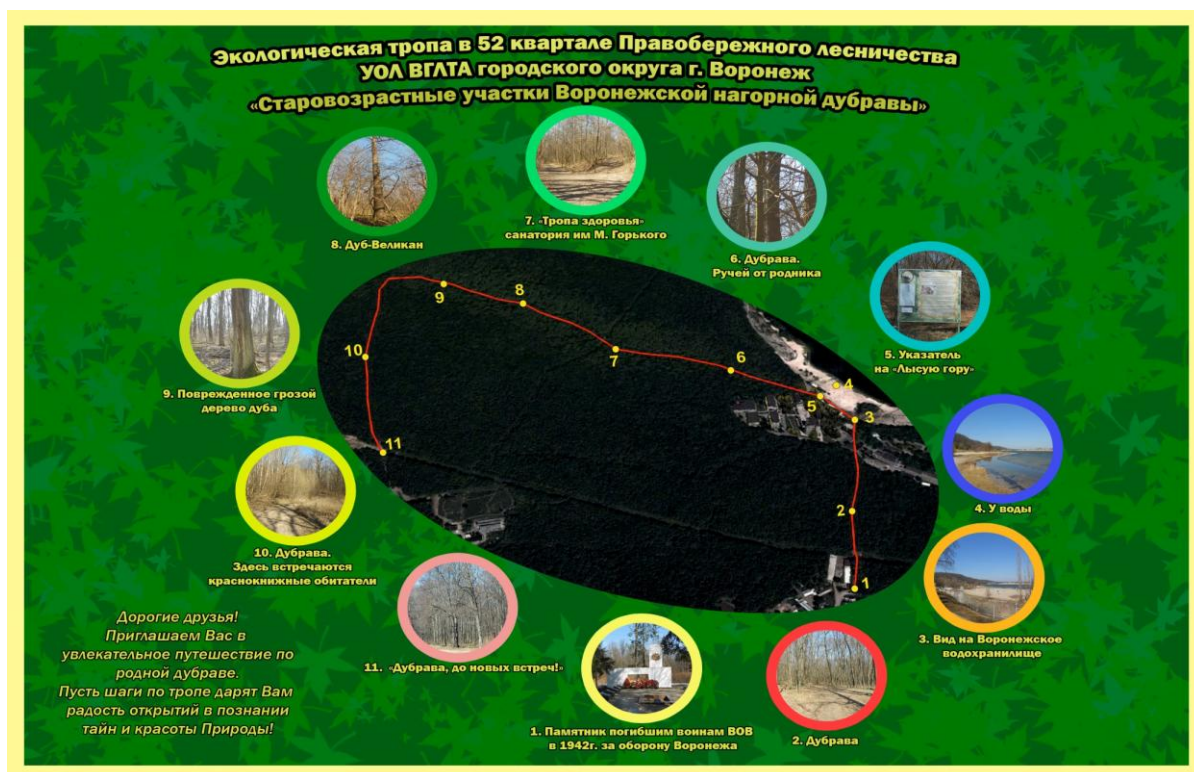 Экологическая тропа в 52 квартале Правобережного лесничества
УОЛ ВГЛТА городского округа г. Воронеж
«Старовозрастные участки Воронежской нагорной дубравы»
8. Дуб-Великан
7. «Тропа здоровья»
санатория им М. Горького
6. Дубрава.
Ручей от родника
5. Указатель
на «Лысую гору»
9. Поврежденное грозой
дерево дуба
4. У воды
10. Дубрава.
Здесь встречаются
краснокнижные обитатели
3. Вид на Воронежское
водохранилище
11. «Дубрава, до новых встреч!»
1. Памятник погибшим воинам ВОВ
в 1942г. за оборону Воронежа
2. Дубрава
9
8
7
6
5
4
3
10
11
2
1
Дорогие друзья!
Приглашаем Вас в
увлекательное путешествие по
родной дубраве.
Пусть шаги по тропе дарят Вам
радость открытий в познании
тайн и красоты Природы!